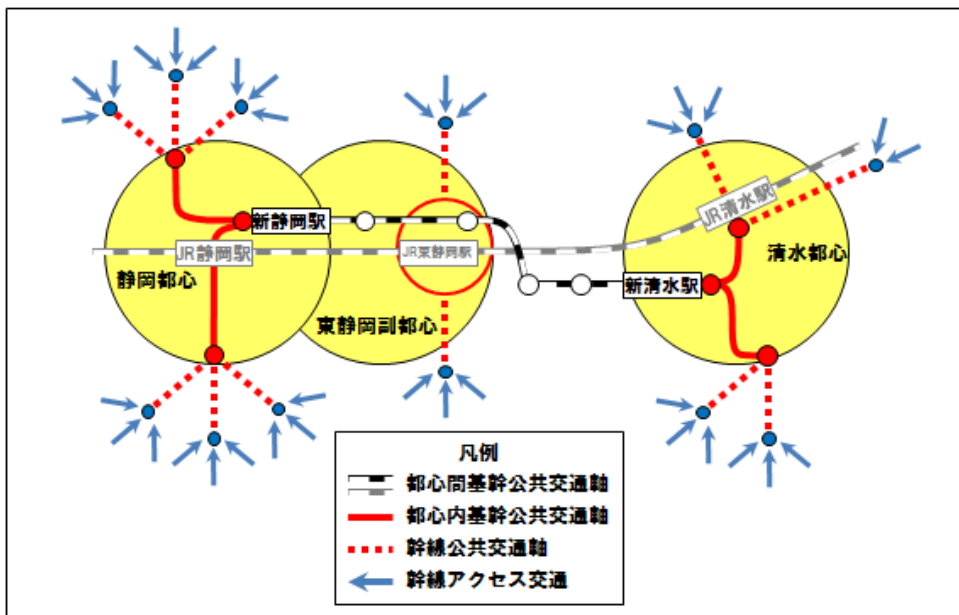 新静岡駅
JR静岡駅
静岡都心
JR東静岡駅
東静岡副都心
JR清水駅
清水都心
新清水駅
凡例
都心間基幹公共交通軸
都心内基幹公共交通軸
幹線公共交通軸
幹線アクセス交通